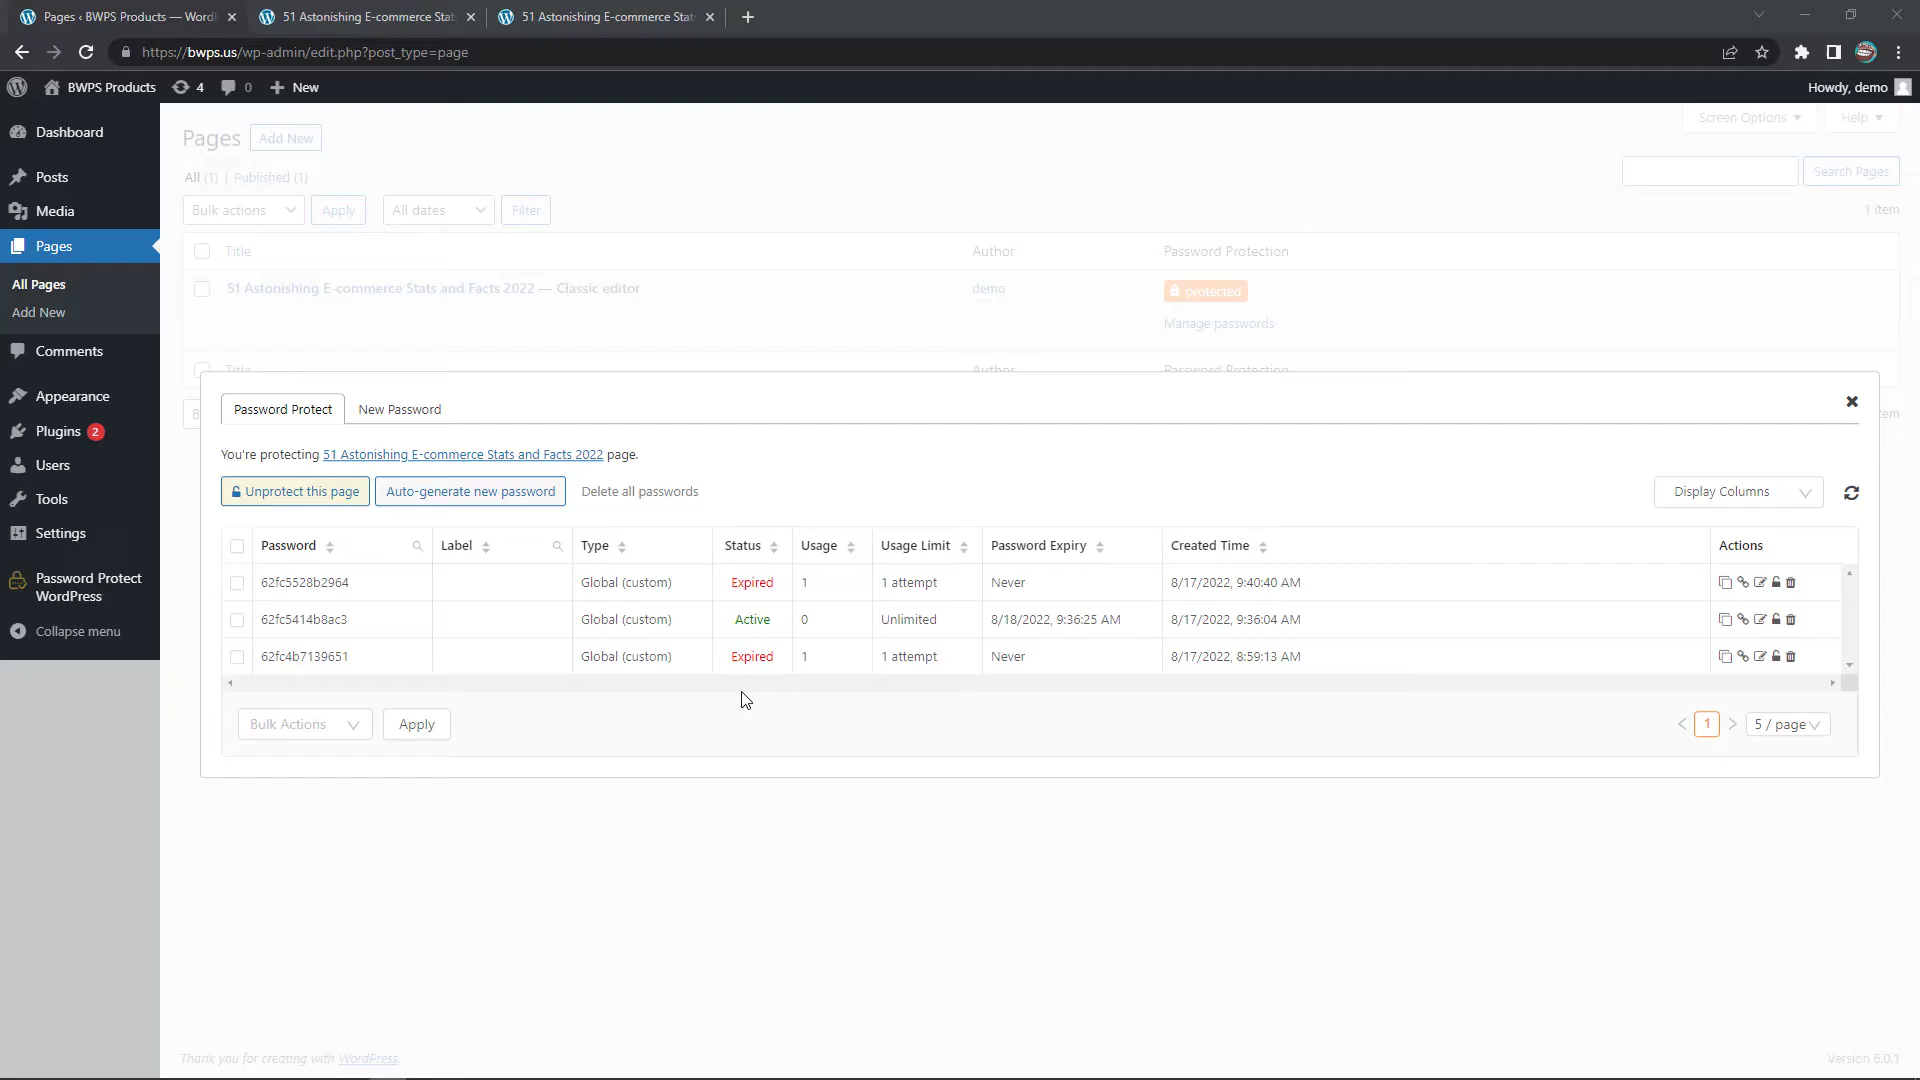 Pages ‹ BWPS Products — Word
51 Astonishing E-commerce Stat
51 Astonishing E-commerce Stat
https://bwps.us/wp-admin/edit.php?post_type=page
BWPS Products
4
0
New
Howdy, demo
Dashboard
Posts
Media
Pages
All Pages
Add New
Comments
Appearance
Plugins 2
Users
Tools
Settings
Password Protect
WordPress
Collapse menu
Pages
Add New
Screen Options
Help
All (1) | Published (1)
Search Pages
Bulk actions
Apply
All dates
Filter
1 item
Title
Author
Password Protection
51 Astonishing E-commerce Stats and Facts 2022 — Classic editor
demo
protected
Manage passwords
Title
Author
Password Protection
Password Protect
New Password
You're protecting 51 Astonishing E-commerce Stats and Facts 2022 page.
Unprotect this page
Auto-generate new password
Delete all passwords
Display Columns
Password
Label
Type
Status
Usage
Usage Limit
Password Expiry
Created Time
Actions
62fc5528b2964 Global (custom) Expired 1 1 attempt Never 8/17/2022, 9:40:40 AM
62fc5414b8ac3 Global (custom) Active 0 Unlimited 8/18/2022, 9:36:25 AM 8/17/2022, 9:36:04 AM
62fc4b7139651 Global (custom) Expired 1 1 attempt Never 8/17/2022, 8:59:13 AM
Bulk Actions
Apply
1
5 / page
Thank you for creating with WordPress.
Version 6.0.1